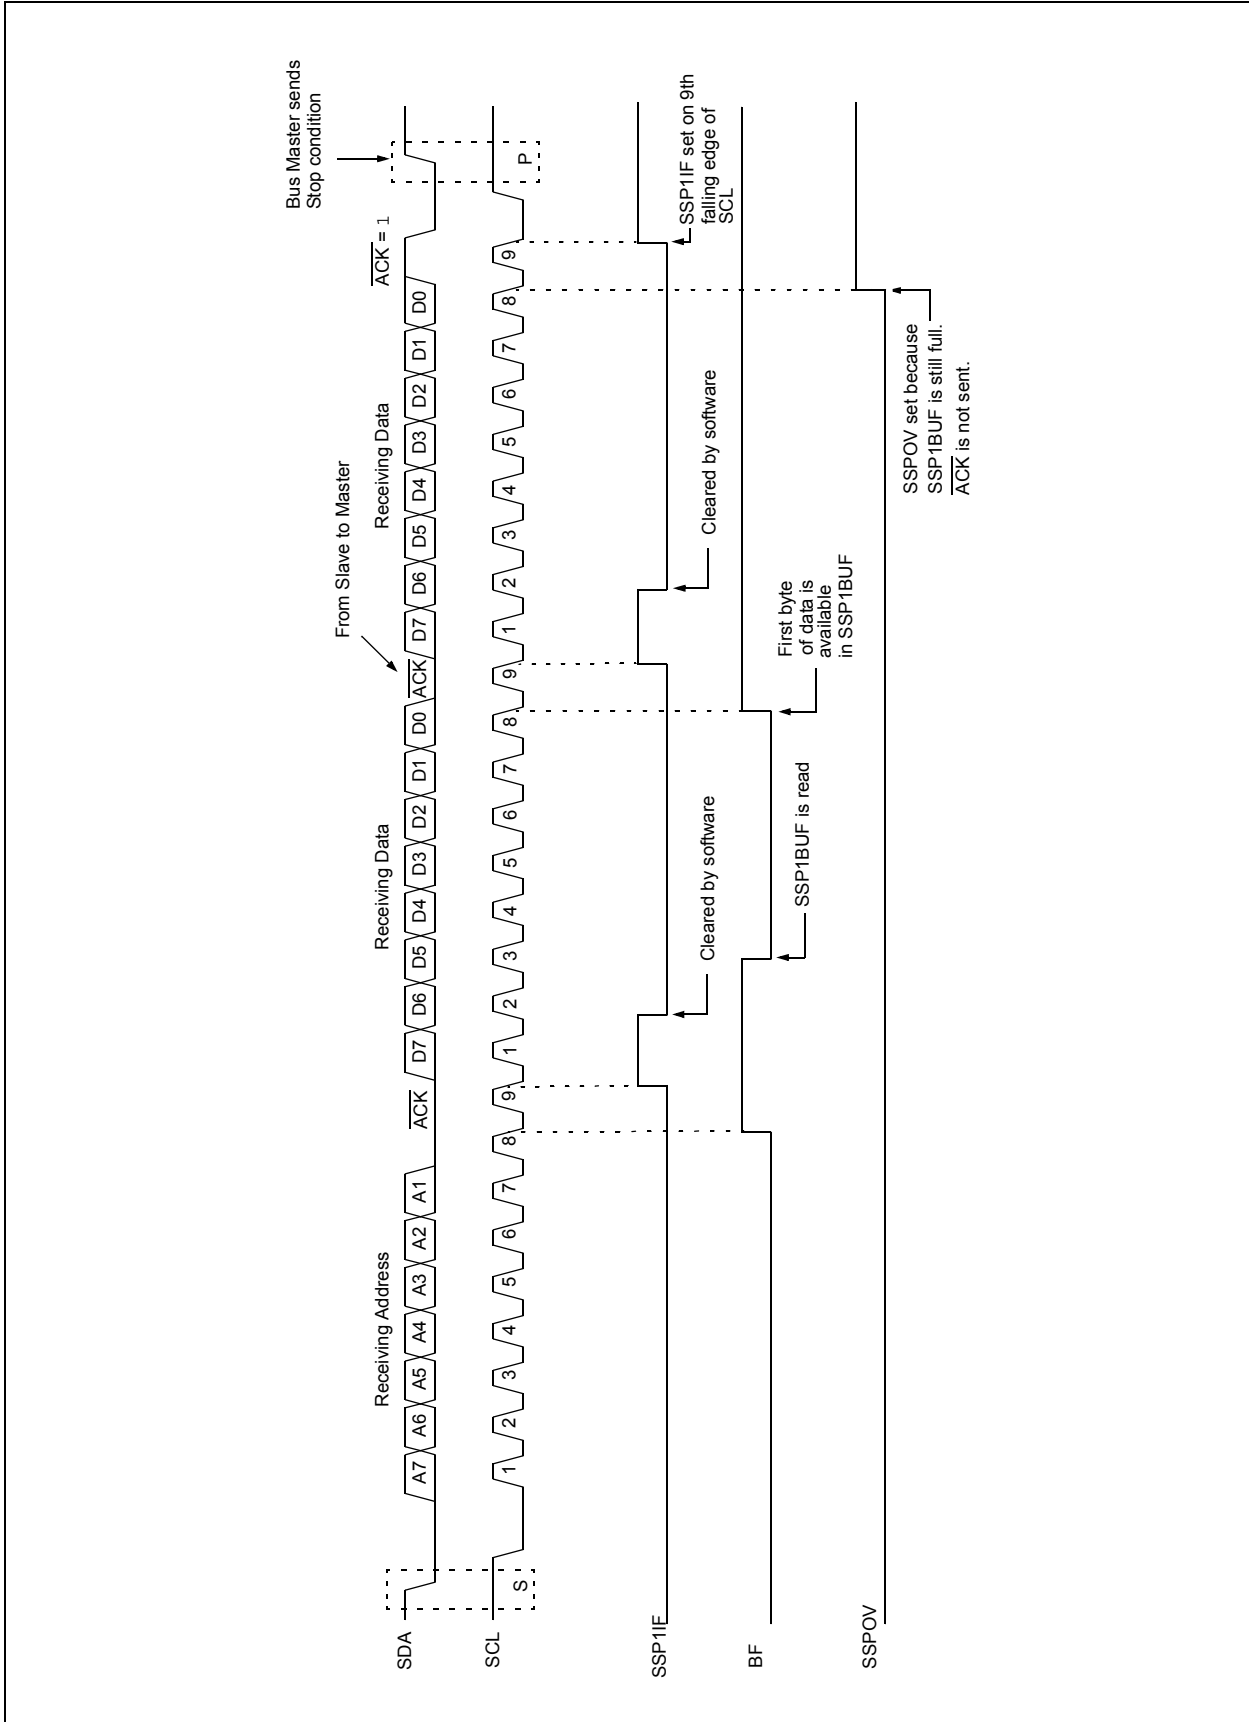 Bus Master sends
Stop condition
From Slave to Master
Receiving Address
Receiving Data
Receiving Data
ACK = 1
SDA
A7 A6 A5 A4 A3 A2 A1 ACK D7 D6 D5 D4 D3 D2 D1 D0 ACK D7 D6 D5 D4 D3 D2 D1 D0
SCL
S 1 2 3 4 5 6 7 8 9 1 2 3 4 5 6 7 8 9 1 2 3 4 5 6 7 8 9 P
SSP1IF
Cleared by software
Cleared by software
SSP1IF set on 9th
falling edge of
SCL
BF
SSP1BUF is read
First byte
of data is
available
in SSP1BUF
SSPOV
SSPOV set because
SSP1BUF is still full.
ACK is not sent.